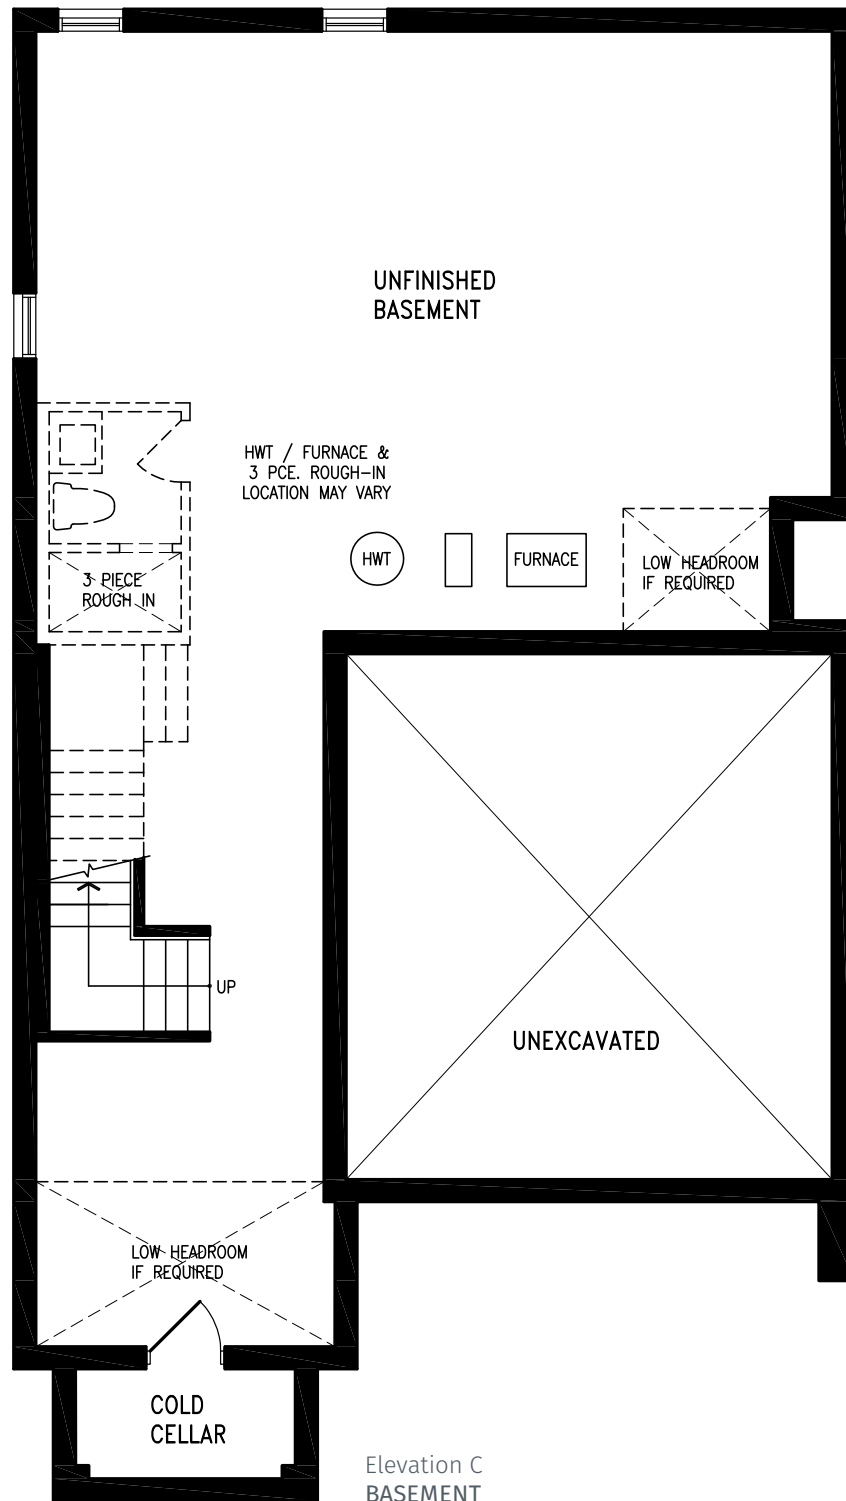 UNFINISHED
BASEMENT
HWT / FURNACE &
3 PCE. ROUGH-IN
LOCATION MAY VARY
HWT
FURNACE
LOW HEADROOM
IF REQUIRED
3 PIECE
ROUGH IN
UP
UNEXCAVATED
LOW HEADROOM
IF REQUIRED
COLD
CELLAR
Elevation C
BASEMENT